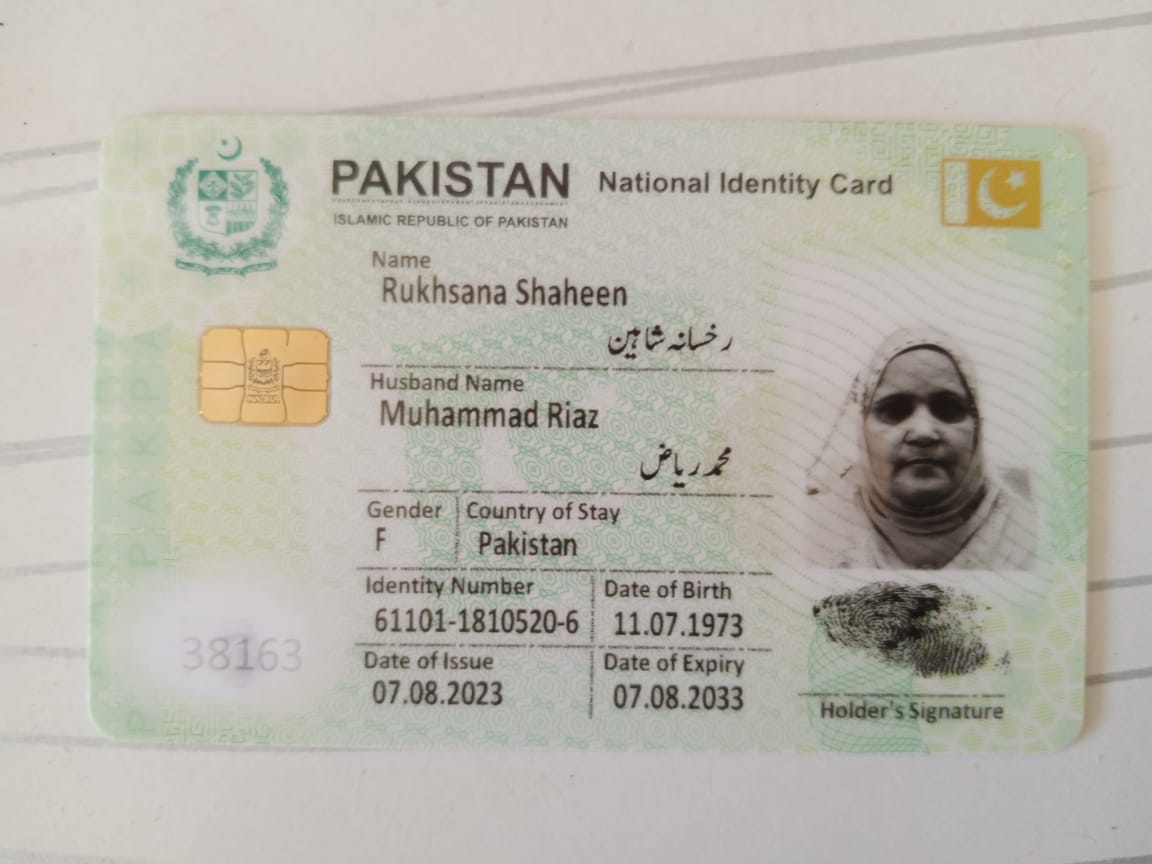 PAKISTAN National Identity Card
ISLAMIC REPUBLIC OF PAKISTAN
Name
Rukhsana Shaheen
رخسانہ شاہین
Husband Name
Muhammad Riaz
محمد ریاض
Gender Country of Stay
F Pakistan
Identity Number Date of Birth
61101-1810520-6 11.07.1973
Date of Issue Date of Expiry
07.08.2023 07.08.2033
38163
Holder's Signature